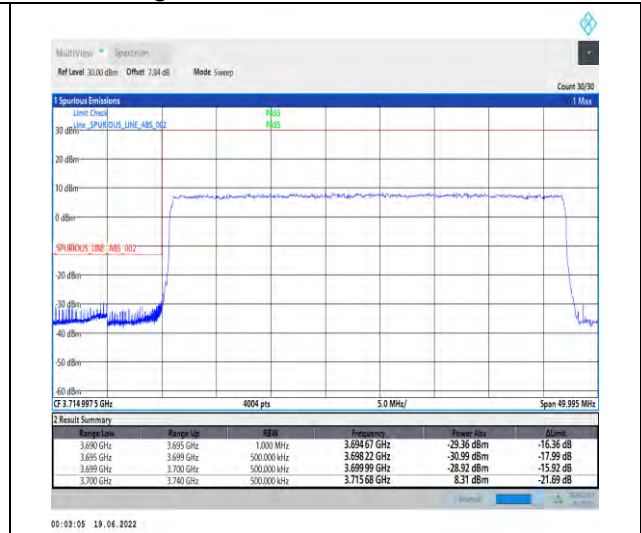 MultiView Spectrum
Ref Level 30.00 dBm Offset 7.84 dB Mode Sweep
Count 30/30
1 Spurious Emissions 1 Max
Limit Check PASS
Line _SPURIOUS_LINE_ABS_002 PASS
30 dBm
20 dBm
10 dBm
0 dBm
SPURIOUS_LINE_ABS_002
-20 dBm
-30 dBm
-40 dBm
-50 dBm
-60 dBm
CF 3.714 997 5 GHz 4004 pts 5.0 MHz/ Span 49.995 MHz
2 Result Summary
Range Low Range Up RBW Frequency Power Abs ΔLimit
3.690 GHz 3.695 GHz 1.000 MHz 3.694 67 GHz -29.36 dBm -16.36 dB
3.695 GHz 3.699 GHz 500.000 kHz 3.698 22 GHz -30.99 dBm -17.99 dB
3.699 GHz 3.700 GHz 500.000 kHz 3.699 99 GHz -28.92 dBm -15.92 dB
3.700 GHz 3.740 GHz 500.000 kHz 3.715 68 GHz 8.31 dBm -21.69 dB
00:03:05 19.06.2022